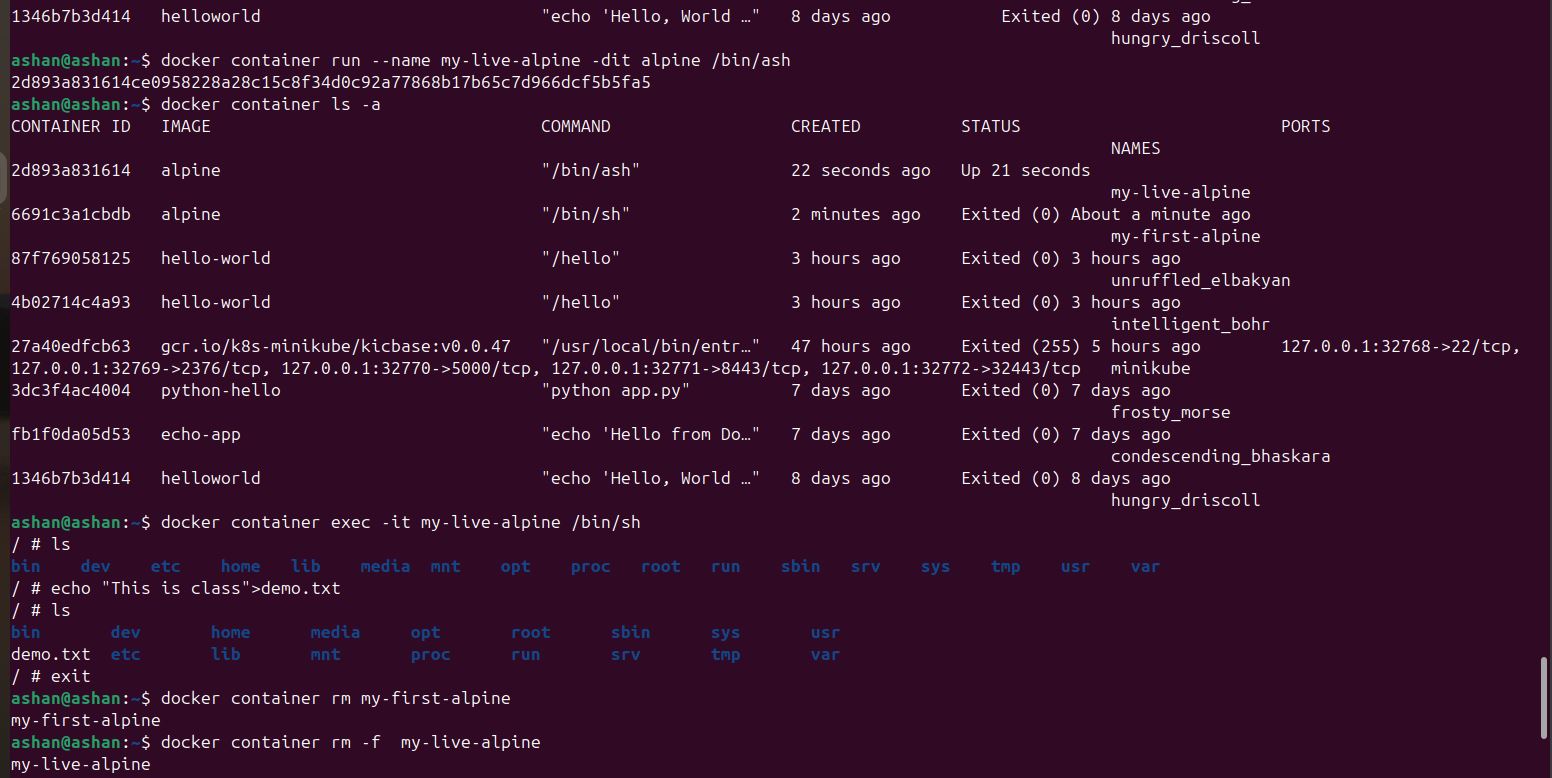 1346b7b3d414   helloworld                            "echo 'Hello, World …"   8 days ago           Exited (0) 8 days ago
hungry_driscoll
ashan@ashan:~$ docker container run --name my-live-alpine -dit alpine /bin/ash
2d893a831614ce0958228a28c15c8f34d0c92a77868b17b65c7d966dcf5b5fa5
ashan@ashan:~$ docker container ls -a
CONTAINER ID   IMAGE                                 COMMAND                  CREATED          STATUS                          PORTS
NAMES
2d893a831614   alpine                                "/bin/ash"               22 seconds ago   Up 21 seconds
my-live-alpine
6691c3a1cbdb   alpine                                "/bin/sh"                2 minutes ago    Exited (0) About a minute ago
my-first-alpine
87f769058125   hello-world                           "/hello"                 3 hours ago      Exited (0) 3 hours ago
unruffled_elbakyan
4b02714c4a93   hello-world                           "/hello"                 3 hours ago      Exited (0) 3 hours ago
intelligent_bohr
27a40edfcb63   gcr.io/k8s-minikube/kicbase:v0.0.47   "/usr/local/bin/entr…"   47 hours ago     Exited (255) 5 hours ago        127.0.0.1:32768->22/tcp,
127.0.0.1:32769->2376/tcp, 127.0.0.1:32770->5000/tcp, 127.0.0.1:32771->8443/tcp, 127.0.0.1:32772->32443/tcp   minikube
3dc3f4ac4004   python-hello                          "python app.py"          7 days ago       Exited (0) 7 days ago
frosty_morse
fb1f0da05d53   echo-app                              "echo 'Hello from Do…"   7 days ago       Exited (0) 7 days ago
condescending_bhaskara
1346b7b3d414   helloworld                            "echo 'Hello, World …"   8 days ago       Exited (0) 8 days ago
hungry_driscoll
ashan@ashan:~$ docker container exec -it my-live-alpine /bin/sh
/ # ls
bin    dev    etc    home   lib    media  mnt    opt    proc   root   run    sbin   srv    sys    tmp    usr    var
/ # echo "This is class">demo.txt
/ # ls
bin       dev       home      media     opt       root      sbin      sys       usr
demo.txt  etc       lib       mnt       proc      run       srv       tmp       var
/ # exit
ashan@ashan:~$ docker container rm my-first-alpine
my-first-alpine
ashan@ashan:~$ docker container rm -f  my-live-alpine
my-live-alpine